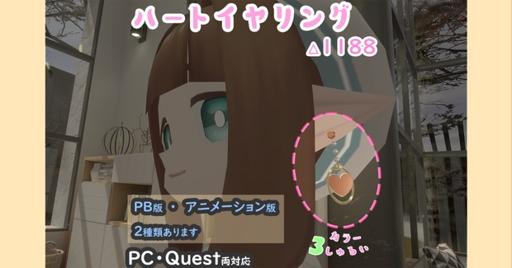 ハートイヤリング
△1188
PB版・アニメーション版
2種類あります
PC・Quest両対応
3カラー
しゅるい